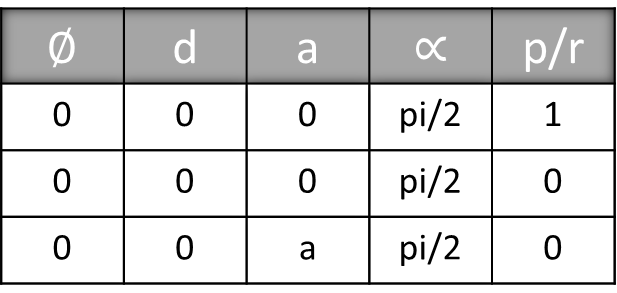 Ø d a ∝ p/r
0 0 0 pi/2 1
0 0 0 pi/2 0
0 0 a pi/2 0